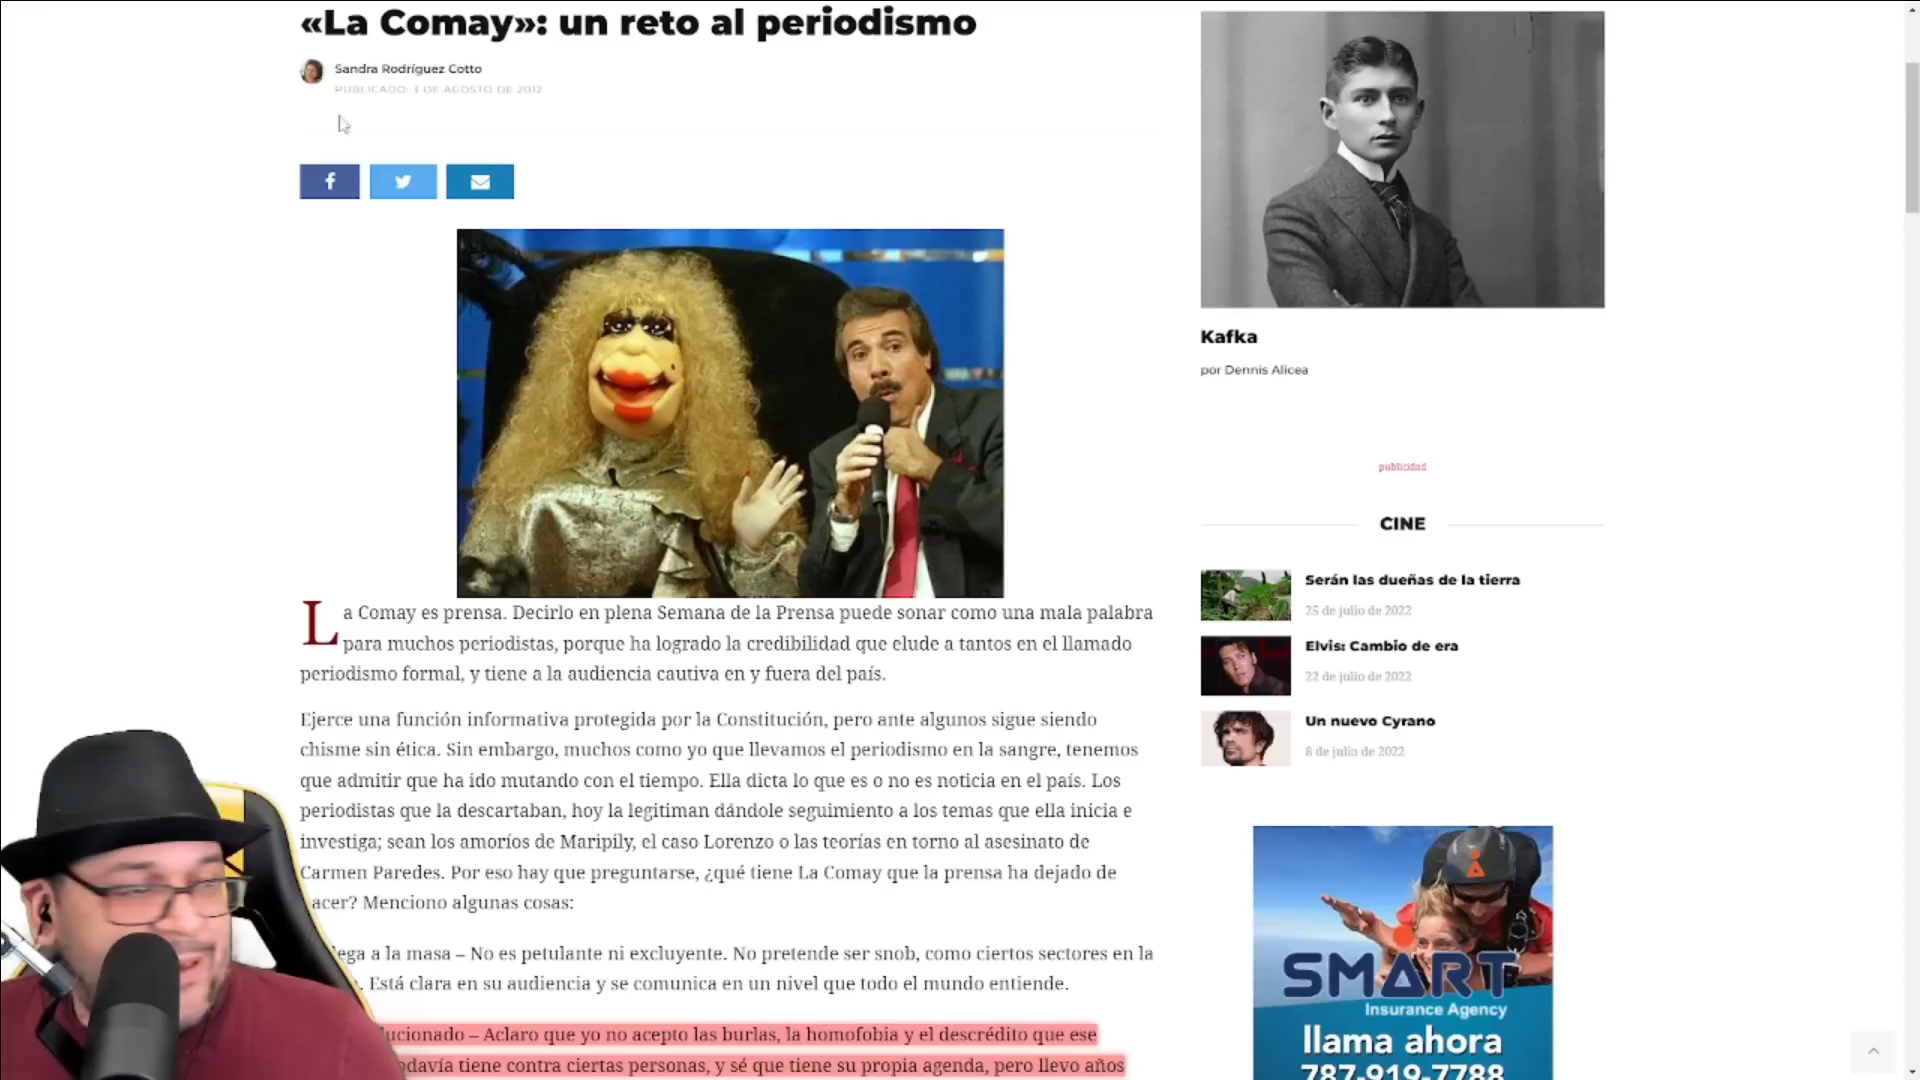 «La Comay»: un reto al periodismo
Sandra Rodríguez Cotto
PUBLICADO: 3 DE AGOSTO DE 2012
La Comay es prensa. Decirlo en plena Semana de la Prensa puede sonar como una mala palabra
para muchos periodistas, porque ha logrado la credibilidad que elude a tantos en el llamado
periodismo formal, y tiene a la audiencia cautiva en y fuera del país.
Ejerce una función informativa protegida por la Constitución, pero ante algunos sigue siendo
chisme sin ética. Sin embargo, muchos como yo que llevamos el periodismo en la sangre, tenemos
que admitir que ha ido mutando con el tiempo. Ella dicta lo que es o no es noticia en el país. Los
periodistas que la descartaban, hoy la legitiman dándole seguimiento a los temas que ella inicia e
investiga; sean los amoríos de Maripily, el caso Lorenzo o las teorías en torno al asesinato de
Carmen Paredes. Por eso hay que preguntarse, ¿qué tiene La Comay que la prensa ha dejado de
acer? Menciono algunas cosas:
ega a la masa – No es petulante ni excluyente. No pretende ser snob, como ciertos sectores en la
. Está clara en su audiencia y se comunica en un nivel que todo el mundo entiende.
ucionado – Aclaro que yo no acepto las burlas, la homofobia y el descrédito que ese
odavía tiene contra ciertas personas, y sé que tiene su propia agenda, pero llevo años
Kafka
por Dennis Alicea
publicidad
CINE
Serán las dueñas de la tierra
25 de julio de 2022
Elvis: Cambio de era
22 de julio de 2022
Un nuevo Cyrano
8 de julio de 2022
SMART
Insurance Agency
llama ahora
787-919-7788